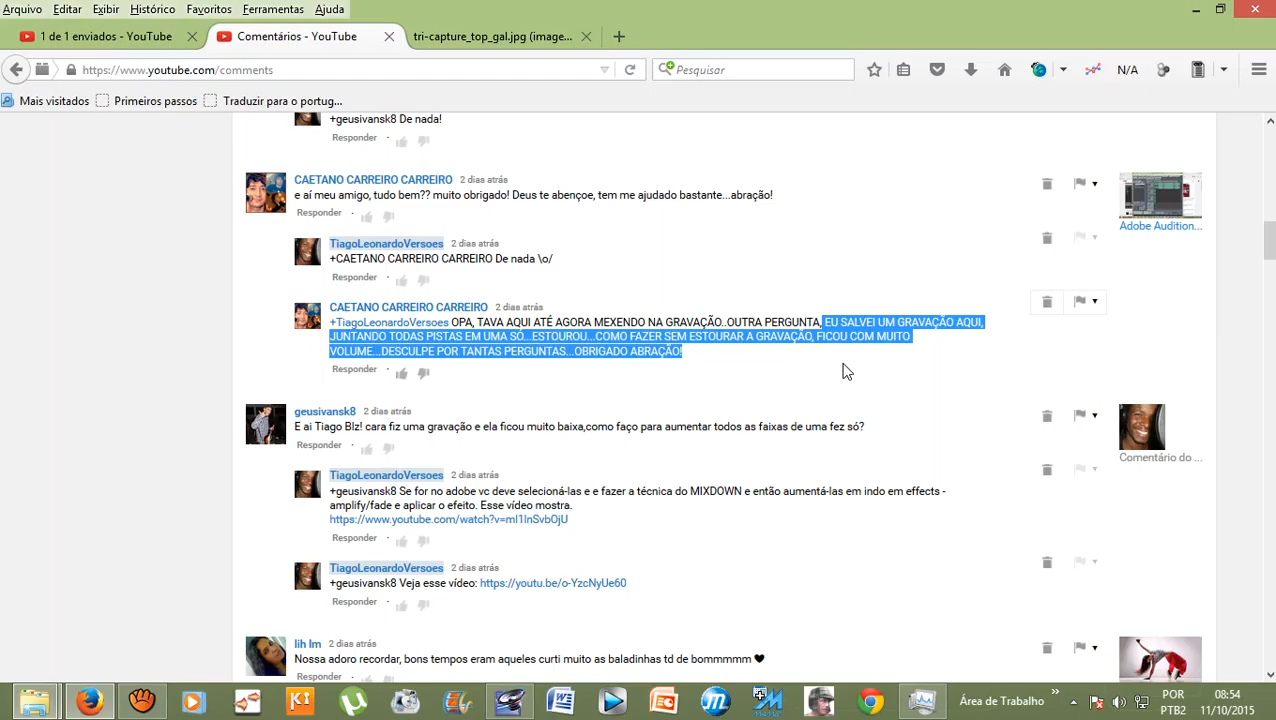 Arquivo Editar Exibir Histórico Favoritos Ferramentas Ajuda
1 de 1 enviados - YouTube
Comentários - YouTube
tri-capture_top_gal.jpg (image...
https://www.youtube.com/comments
Pesquisar
N/A
Mais visitados
Primeiros passos
Traduzir para o portug...
+geusivansk8 De nada!
Responder
CAETANO CARREIRO CARREIRO 2 dias atrás
e aí meu amigo, tudo bem?? muito obrigado! Deus te abençoe, tem me ajudado bastante...abração!
Responder
Adobe Audition...
TiagoLeonardoVersoes 2 dias atrás
+CAETANO CARREIRO CARREIRO De nada \o/
Responder
CAETANO CARREIRO CARREIRO 2 dias atrás
+TiagoLeonardoVersoes OPA, TAVA AQUI ATÉ AGORA MEXENDO NA GRAVAÇÃO..OUTRA PERGUNTA, EU SALVEI UM GRAVAÇÃO AQUI,
JUNTANDO TODAS PISTAS EM UMA SÓ...ESTOUROU...COMO FAZER SEM ESTOURAR A GRAVAÇÃO, FICOU COM MUITO
VOLUME...DESCULPE POR TANTAS PERGUNTAS...OBRIGADO ABRAÇÃO!
Responder
geusivansk8 2 dias atrás
E ai Tiago Blz! cara fiz uma gravação e ela ficou muito baixa,como faço para aumentar todos as faixas de uma fez só?
Responder
Comentário do ...
TiagoLeonardoVersoes 2 dias atrás
+geusivansk8 Se for no adobe vc deve selecioná-las e e fazer a técnica do MIXDOWN e então aumentá-las em indo em effects -
amplify/fade e aplicar o efeito. Esse vídeo mostra.
https://www.youtube.com/watch?v=mI1InSvbOjU
Responder
TiagoLeonardoVersoes 2 dias atrás
+geusivansk8 Veja esse vídeo: https://youtu.be/o-YzcNyUe60
Responder
lih lm 2 dias atrás
Nossa adoro recordar, bons tempos eram aqueles curti muito as baladinhas td de bommmmm ♥
Responder
Área de Trabalho
POR
PTB2
08:54
11/10/2015